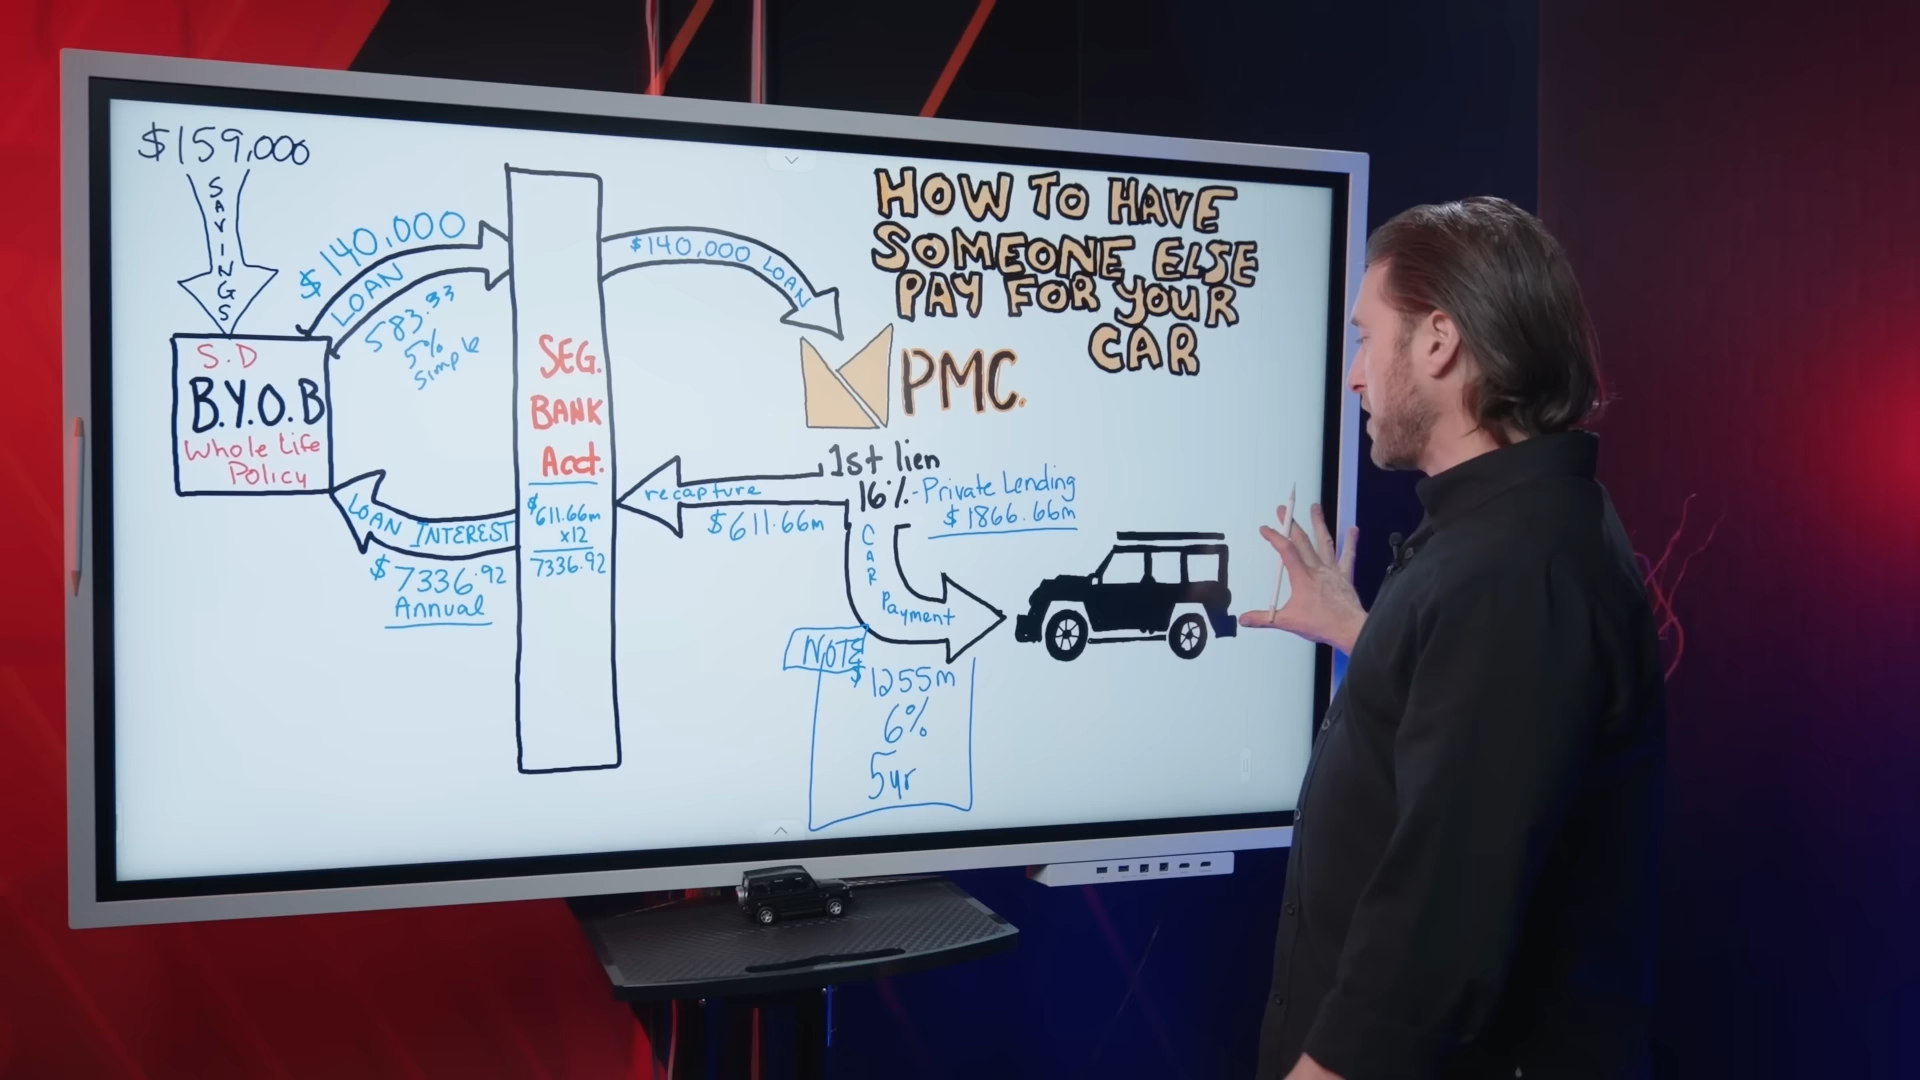 $159,000
SAVINGS
$140,000
LOAN
583.33
5%
simple
S.D
B.Y.O.B
Whole Life
Policy
LOAN INTEREST
$7336.92
Annual
SEG.
BANK
Acct.
$611.66m
x12
7336.92
$140,000 LOAN
HOW TO HAVE
SOMEONE ELSE
PAY FOR YOUR
CAR
PMC.
1st lien
16%-Private Lending
$1866.66m
recapture
$611.66m
CAR
Payment
NOTE
$1255m
6%
5yr